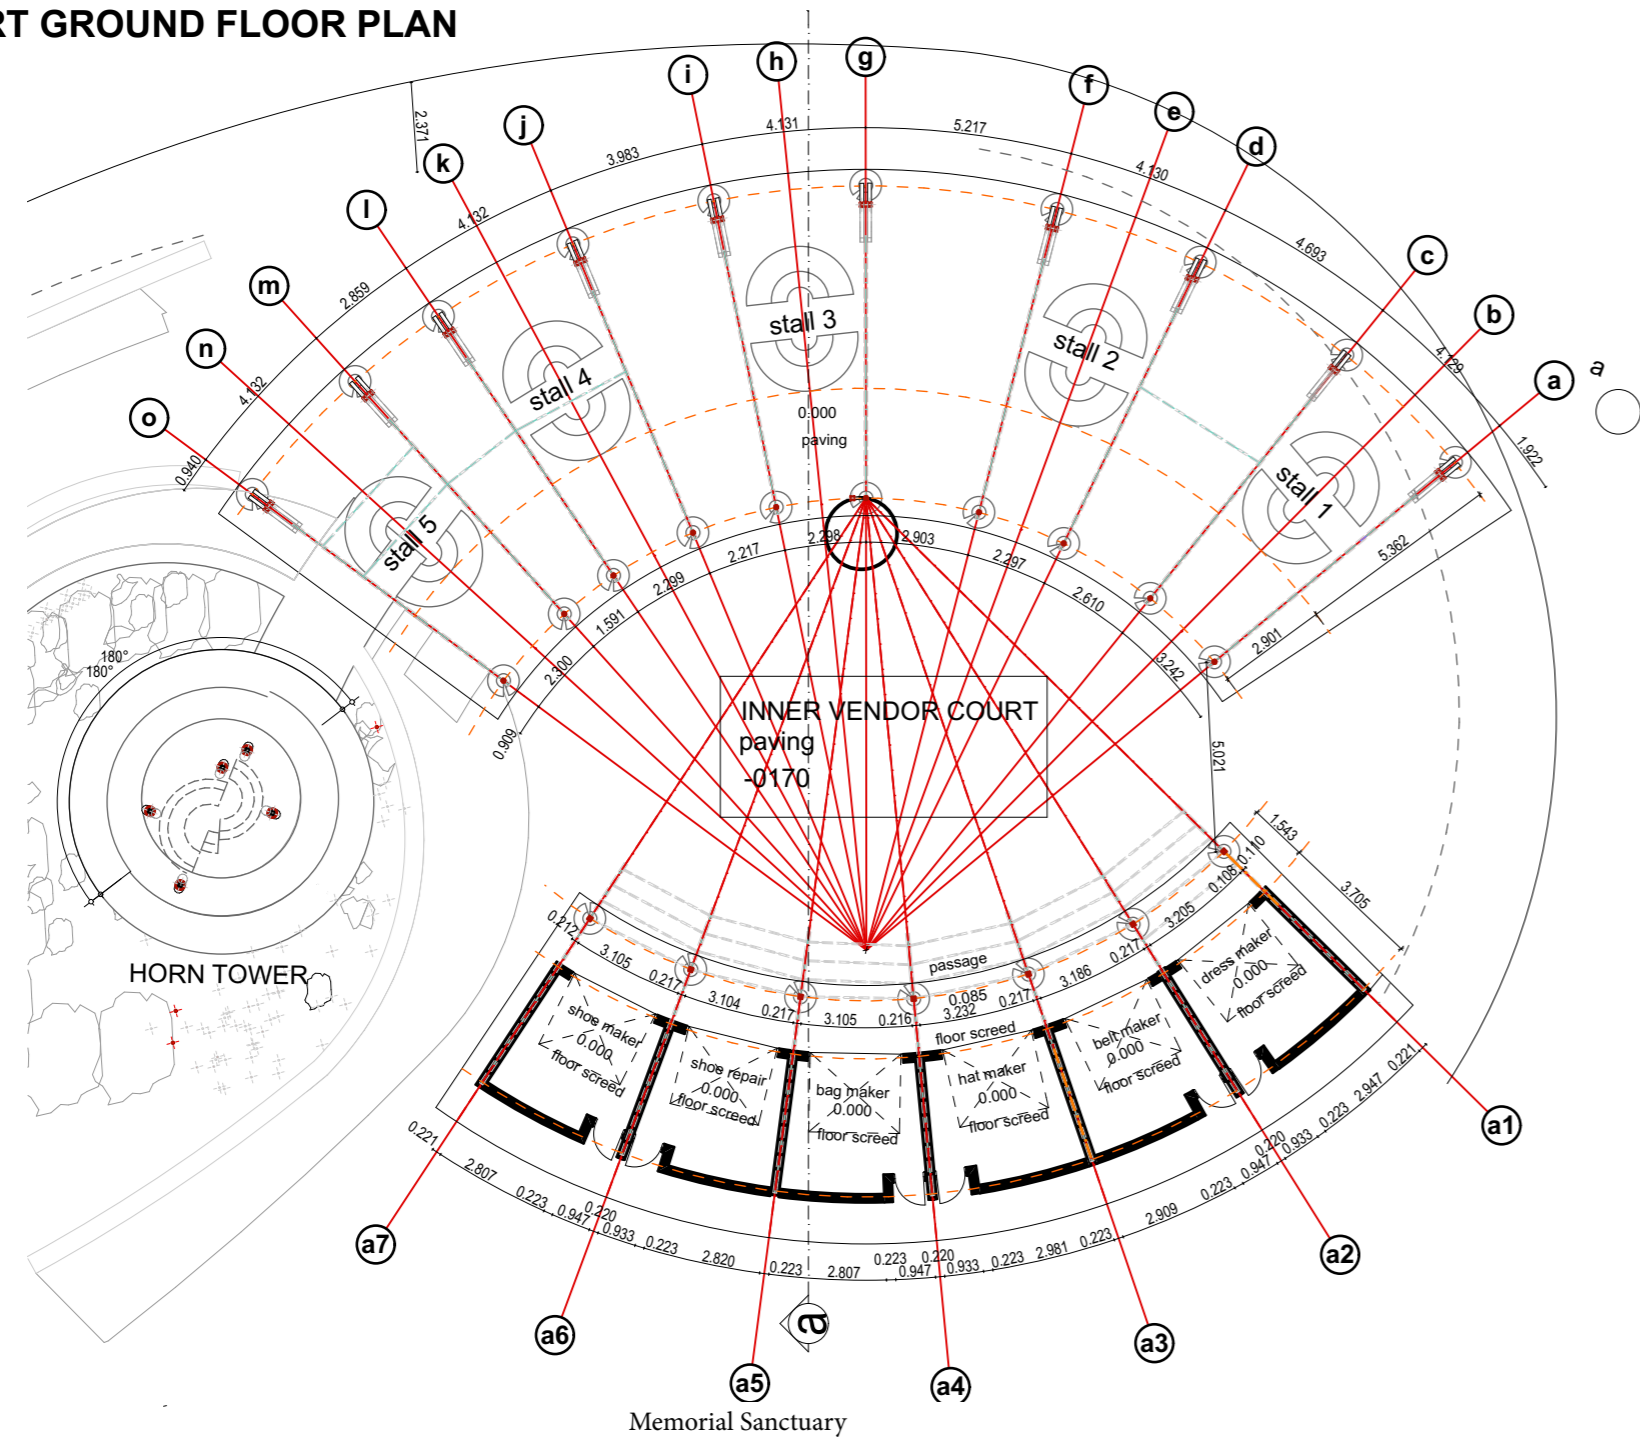 RT GROUND FLOOR PLAN
g
h
i
f
e
d
j
k
l
c
m
b
n
a
o
a
2.371
4.131
5.217
3.983
4.130
4.132
4.693
2.859
4.129
4.132
0.940
1.922
stall 3
stall 2
stall 4
stall 1
stall 5
0.000
paving
5.362
2.901
2.298
2.903
2.217
2.297
2.299
2.610
1.591
2.300
3.242
0.909
5.021
180°
180°
INNER VENDOR COURT
paving
-0170
HORN TOWER
1.543
0.110
0.108
3.705
3.205
0.217
3.186
0.217
0.085
3.232
0.216
3.105
0.217
3.104
0.217
3.105
0.212
passage
floor screed
shoe maker
0.000
floor screed
shoe repair
0.000
floor screed
bag maker
0.000
floor screed
hat maker
0.000
floor screed
belt maker
0.000
floor screed
dress maker
0.000
floor screed
0.221
2.807
0.223
0.947
0.220
0.933
0.223
2.820
0.223
2.807
0.223
0.947
0.220
0.933
0.223
2.981
0.223
2.909
0.223
0.947
0.220
0.933
0.223
2.947
0.221
a1
a2
a3
a4
a5
a6
a7
a
Memorial Sanctuary